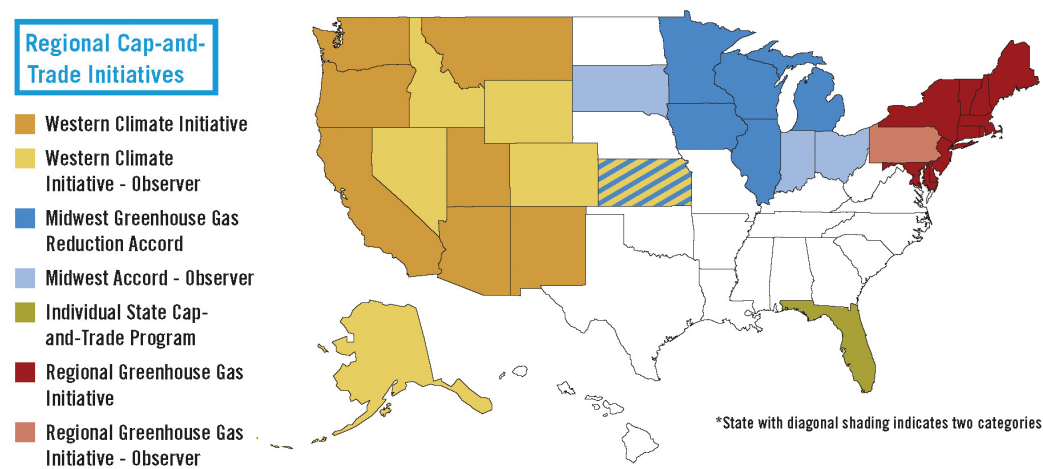 Regional Cap-and-
Trade Initiatives
Western Climate Initiative
Western Climate
Initiative - Observer
Midwest Greenhouse Gas
Reduction Accord
Midwest Accord - Observer
Individual State Cap-
and-Trade Program
Regional Greenhouse Gas
Initiative
Regional Greenhouse Gas
Initiative - Observer
*State with diagonal shading indicates two categories